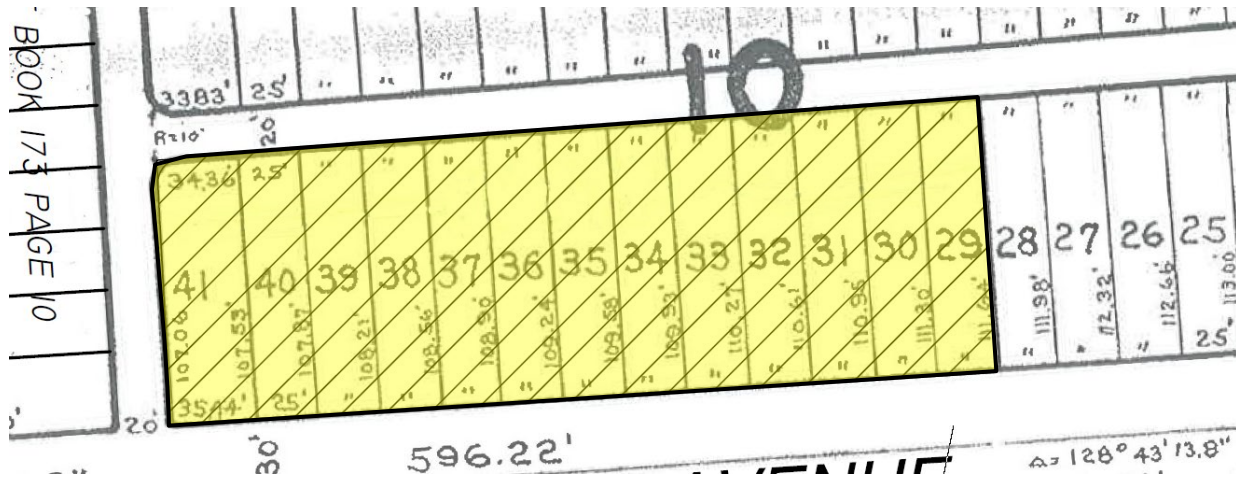 BOOK 173 PAGE 10
3383' 25' " " " " " " " " " " " " " "
10
R=10' 20'
34.36' 25' " " " " " " " " " " " " " "
41 40 39 38 37 36 35 34 33 32 31 30 29 28 27 26 25
107.06' 107.53' 107.87' 108.21' 108.56' 108.90' 109.24' 109.58' 109.93' 110.27' 110.61' 110.95' 111.30' 111.64' 111.98' 112.32' 112.66' 113.00'
35.44' 25' " " " " " " " " " " " " " " 25'
20'
30'
596.22'
AVENUE
Δ= 128° 43' 13.8"